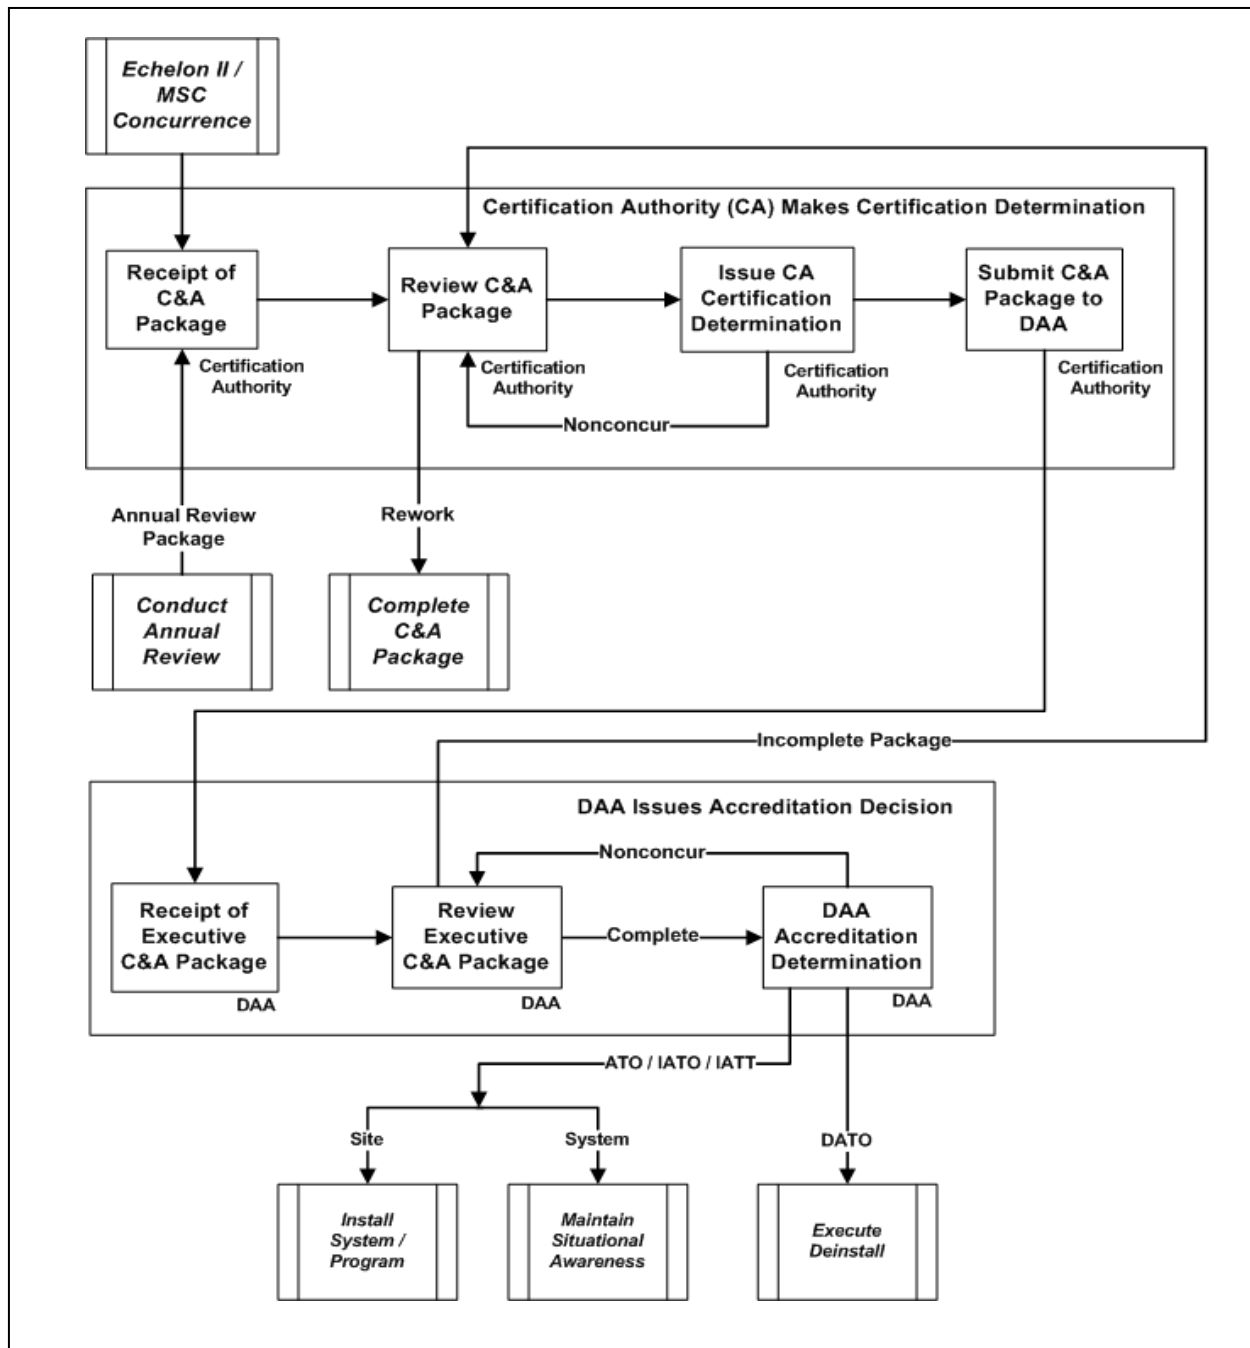 Echelon II /
MSC
Concurrence
Certification Authority (CA) Makes Certification Determination
Receipt of
C&A
Package
Review C&A
Package
Issue CA
Certification
Determination
Submit C&A
Package to
DAA
Certification
Authority
Certification
Authority
Certification
Authority
Certification
Authority
Nonconcur
Annual Review
Package
Rework
Conduct
Annual
Review
Complete
C&A
Package
Incomplete Package
DAA Issues Accreditation Decision
Nonconcur
Receipt of
Executive
C&A Package
Review
Executive
C&A Package
Complete
DAA
Accreditation
Determination
DAA
DAA
DAA
ATO / IATO / IATT
Site
System
DATO
Install
System /
Program
Maintain
Situational
Awareness
Execute
Deinstall